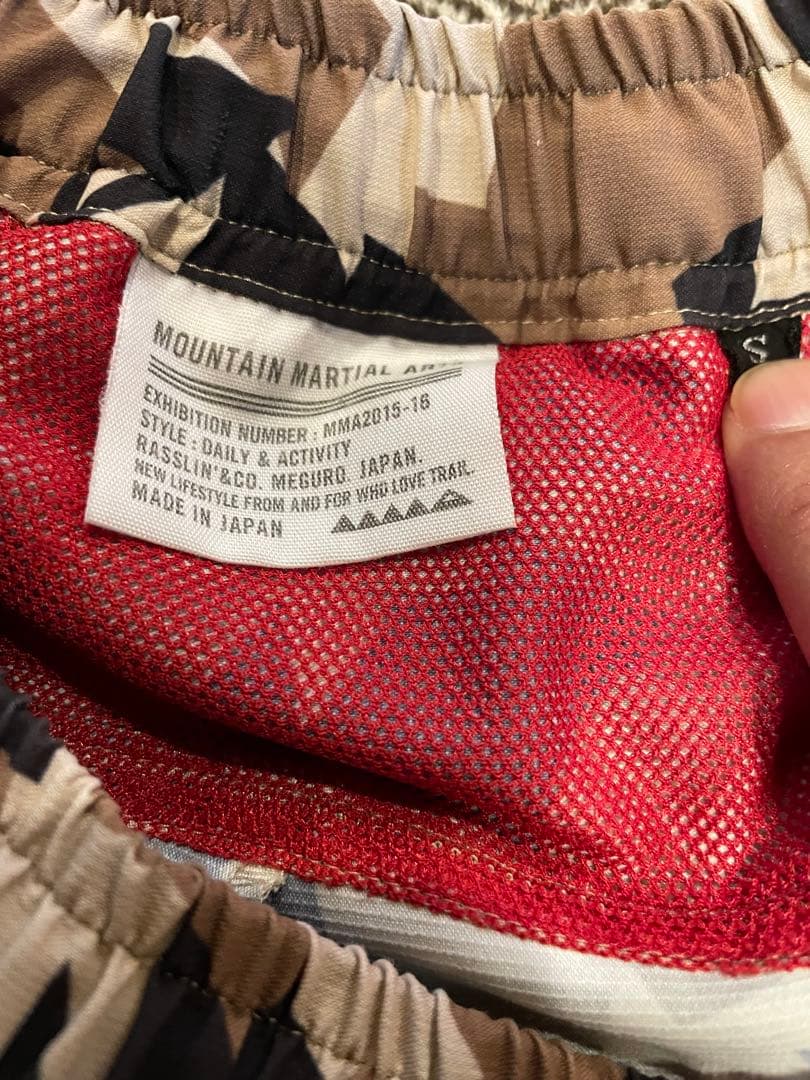 MOUNTAIN MARTIAL ARTS
EXHIBITION NUMBER : MMA2015-16
STYLE : DAILY & ACTIVITY
RASSLIN'&CO. MEGURO. JAPAN.
NEW LIFESTYLE FROM AND FOR WHO LOVE TRAIL.
MADE IN JAPAN
S